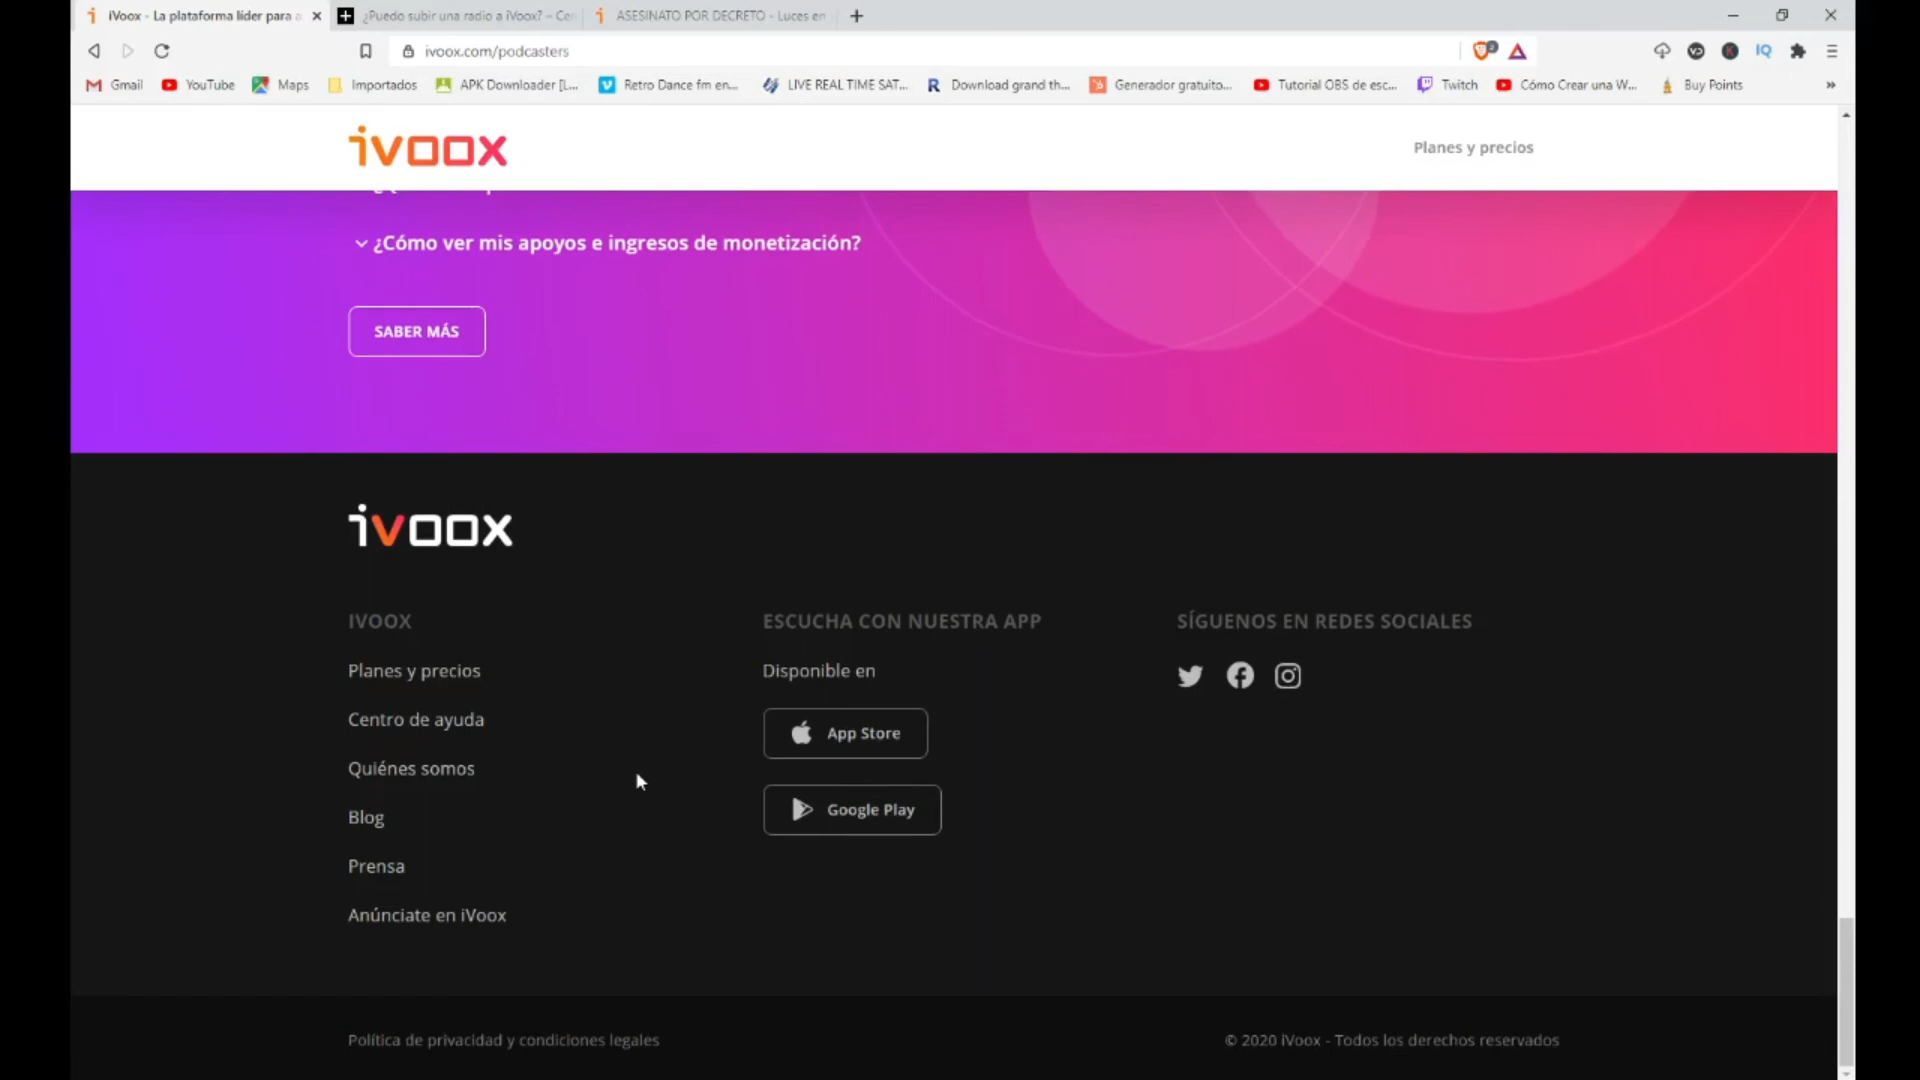 iVoox - La plataforma líder para a
¿Puedo subir una radio a iVoox? – Cen
ASESINATO POR DECRETO - Luces en
ivoox.com/podcasters
2
VD
K
IQ
Gmail
YouTube
Maps
Importados
APK Downloader [L...
Retro Dance fm en...
LIVE REAL TIME SAT...
Download grand th...
Generador gratuito...
Tutorial OBS de esc...
Twitch
Cómo Crear una W...
Buy Points
»
ivoox
Planes y precios
¿Cómo ver mis apoyos e ingresos de monetización?
SABER MÁS
ivoox
IVOOX
Planes y precios
Centro de ayuda
Quiénes somos
Blog
Prensa
Anúnciate en iVoox
ESCUCHA CON NUESTRA APP
Disponible en
App Store
Google Play
SÍGUENOS EN REDES SOCIALES
Política de privacidad y condiciones legales
© 2020 iVoox - Todos los derechos reservados